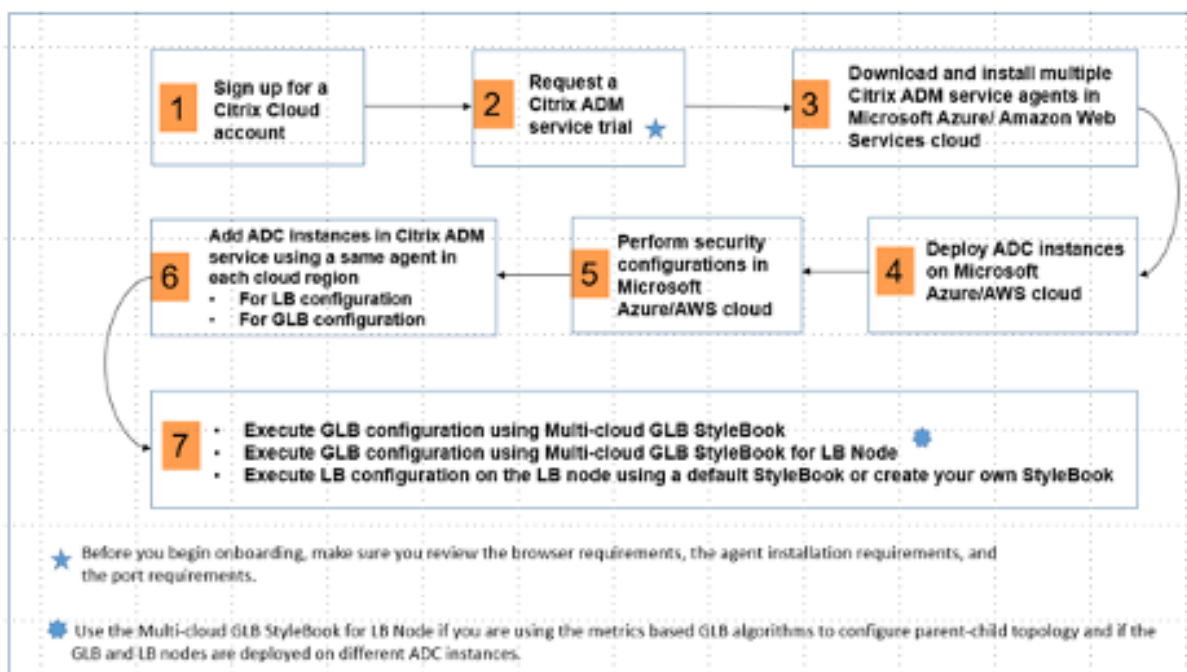 1
Sign up for a
Citrix Cloud
account
2
Request a
Citrix ADM
service trial
3
Download and install multiple
Citrix ADM service agents in
Microsoft Azure/ Amazon Web
Services cloud
4
Deploy ADC instances
on Microsoft
Azure/AWS cloud
5
Perform security
configurations in
Microsoft
Azure/AWS cloud
6
Add ADC instances in Citrix ADM
service using a same agent in
each cloud region
• For LB configuration
• For GLB configuration
7
• Execute GLB configuration using Multi-cloud GLB StyleBook
• Execute GLB configuration using Multi-cloud GLB StyleBook for LB Node
• Execute LB configuration on the LB node using a default StyleBook or create your own StyleBook
Before you begin onboarding, make sure you review the browser requirements, the agent installation requirements, and
the port requirements.
Use the Multi-cloud GLB StyleBook for LB Node if you are using the metrics based GLB algorithms to configure parent-child topology and if the
GLB and LB nodes are deployed on different ADC instances.